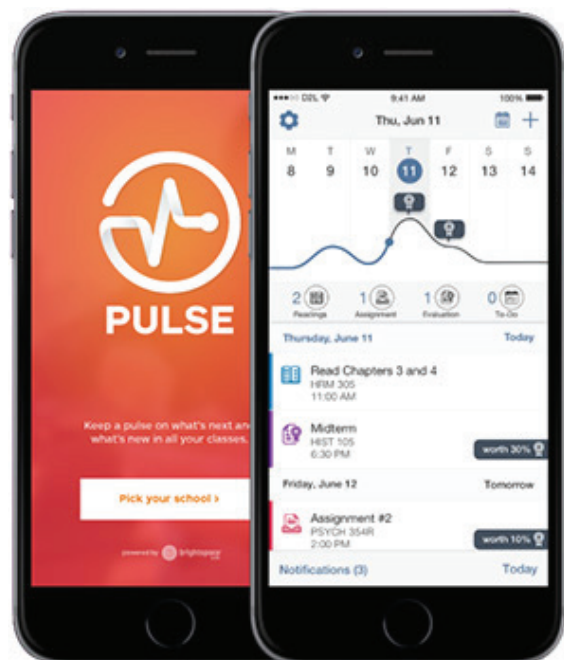 PULSE
Keep a pulse on what's next and
what's new in all your classes.
Pick your school ›
powered by brightspace
D2L 9:41 AM 100%
Thu, Jun 11
M T W T F S S
8 9 10 11 12 13 14
2 1 1 0
Readings Assignment Evaluation To-Do
Thursday, June 11 Today
Read Chapters 3 and 4
HRM 305
11:00 AM
Midterm
HIST 105
6:30 PM
worth 30%
Friday, June 12 Tomorrow
Assignment #2
PSYCH 354R
2:00 PM
worth 10%
Notifications (3) Today